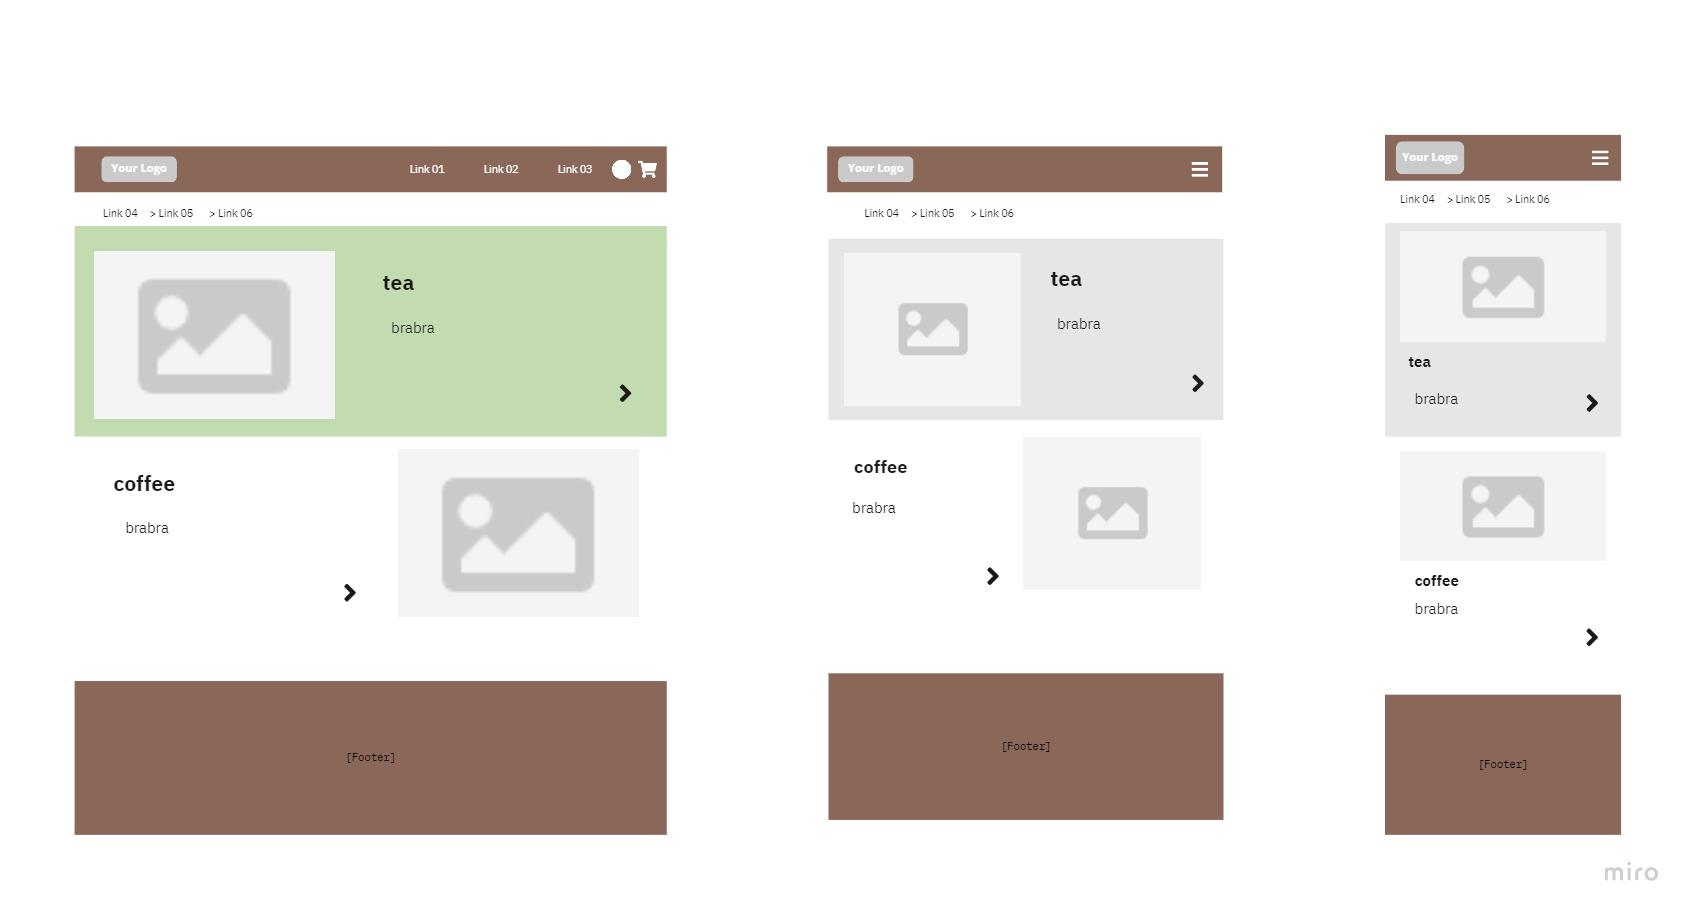 Your Logo
Link 01
Link 02
Link 03
Link 04 > Link 05 > Link 06
tea
brabra
coffee
brabra
[Footer]
Your Logo
Link 04 > Link 05 > Link 06
tea
brabra
coffee
brabra
[Footer]
Your Logo
Link 04 > Link 05 > Link 06
tea
brabra
coffee
brabra
[Footer]
miro